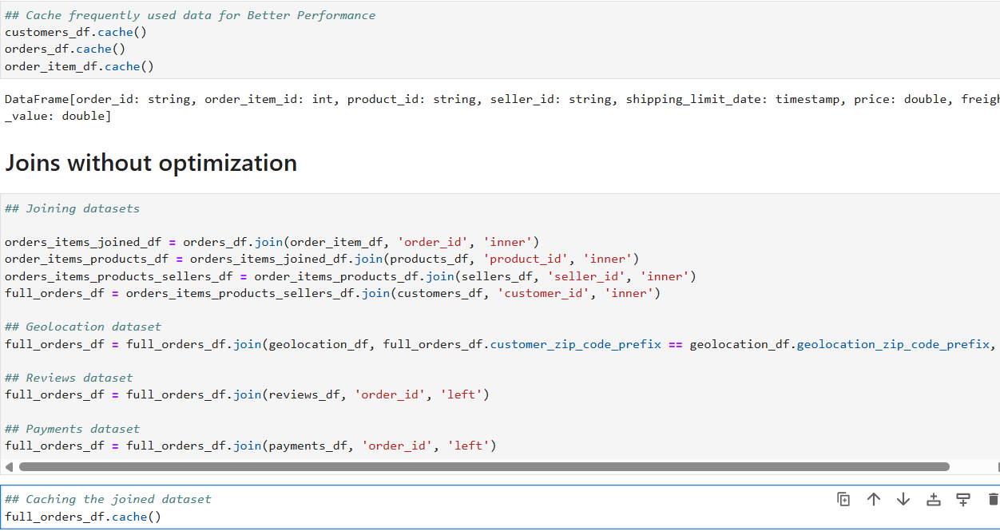 ## Cache frequently used data for Better Performance
customers_df.cache()
orders_df.cache()
order_item_df.cache()
DataFrame[order_id: string, order_item_id: int, product_id: string, seller_id: string, shipping_limit_date: timestamp, price: double, freigh
_value: double]
Joins without optimization
## Joining datasets
orders_items_joined_df = orders_df.join(order_item_df, 'order_id', 'inner')
order_items_products_df = orders_items_joined_df.join(products_df, 'product_id', 'inner')
orders_items_products_sellers_df = order_items_products_df.join(sellers_df, 'seller_id', 'inner')
full_orders_df = orders_items_products_sellers_df.join(customers_df, 'customer_id', 'inner')
## Geolocation dataset
full_orders_df = full_orders_df.join(geolocation_df, full_orders_df.customer_zip_code_prefix == geolocation_df.geolocation_zip_code_prefix,
## Reviews dataset
full_orders_df = full_orders_df.join(reviews_df, 'order_id', 'left')
## Payments dataset
full_orders_df = full_orders_df.join(payments_df, 'order_id', 'left')
## Caching the joined dataset
full_orders_df.cache()